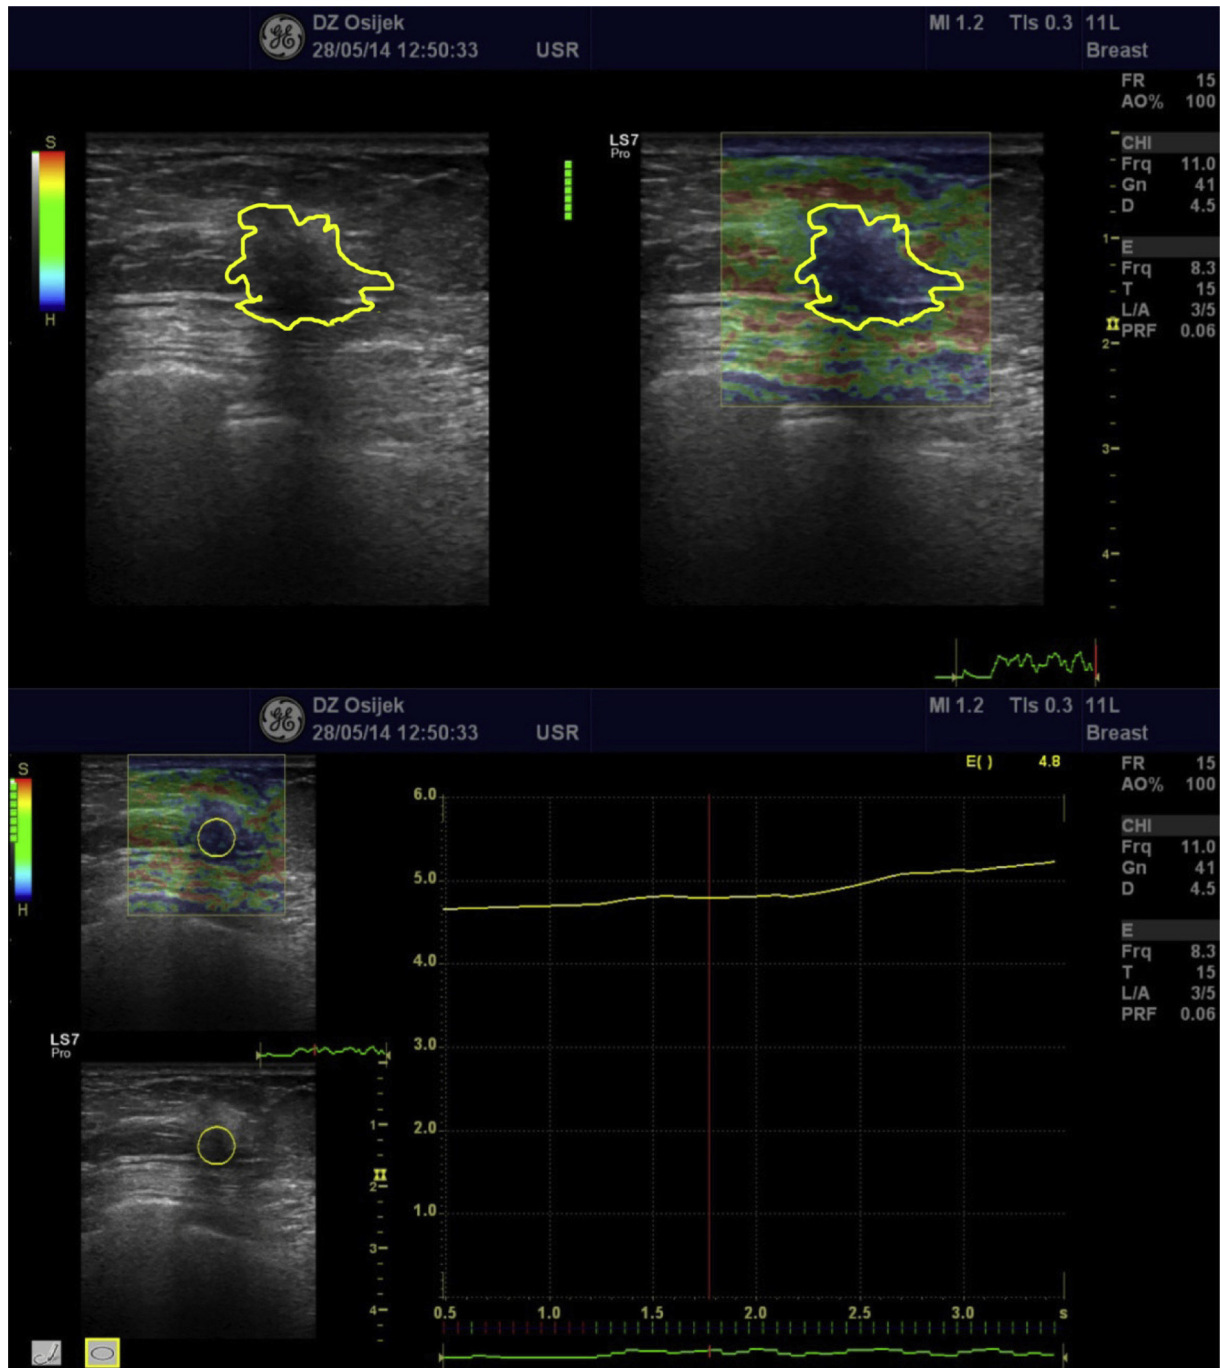 DZ Osijek MI 1.2 TIs 0.3 11L
28/05/14 12:50:33 USR Breast
FR 15
AO% 100
S
LS7
Pro
CHI
Frq 11.0
Gn 41
D 4.5
1
E
Frq 8.3
T 15
L/A 3/5
PRF 0.06
H
2
3
4
DZ Osijek MI 1.2 TIs 0.3 11L
28/05/14 12:50:33 USR Breast
E( ) 4.8
FR 15
AO% 100
S
H
6.0
5.0
4.0
3.0
2.0
1.0
CHI
Frq 11.0
Gn 41
D 4.5
E
Frq 8.3
T 15
L/A 3/5
PRF 0.06
LS7
Pro
1
2
3
4
0.5 1.0 1.5 2.0 2.5 3.0 s